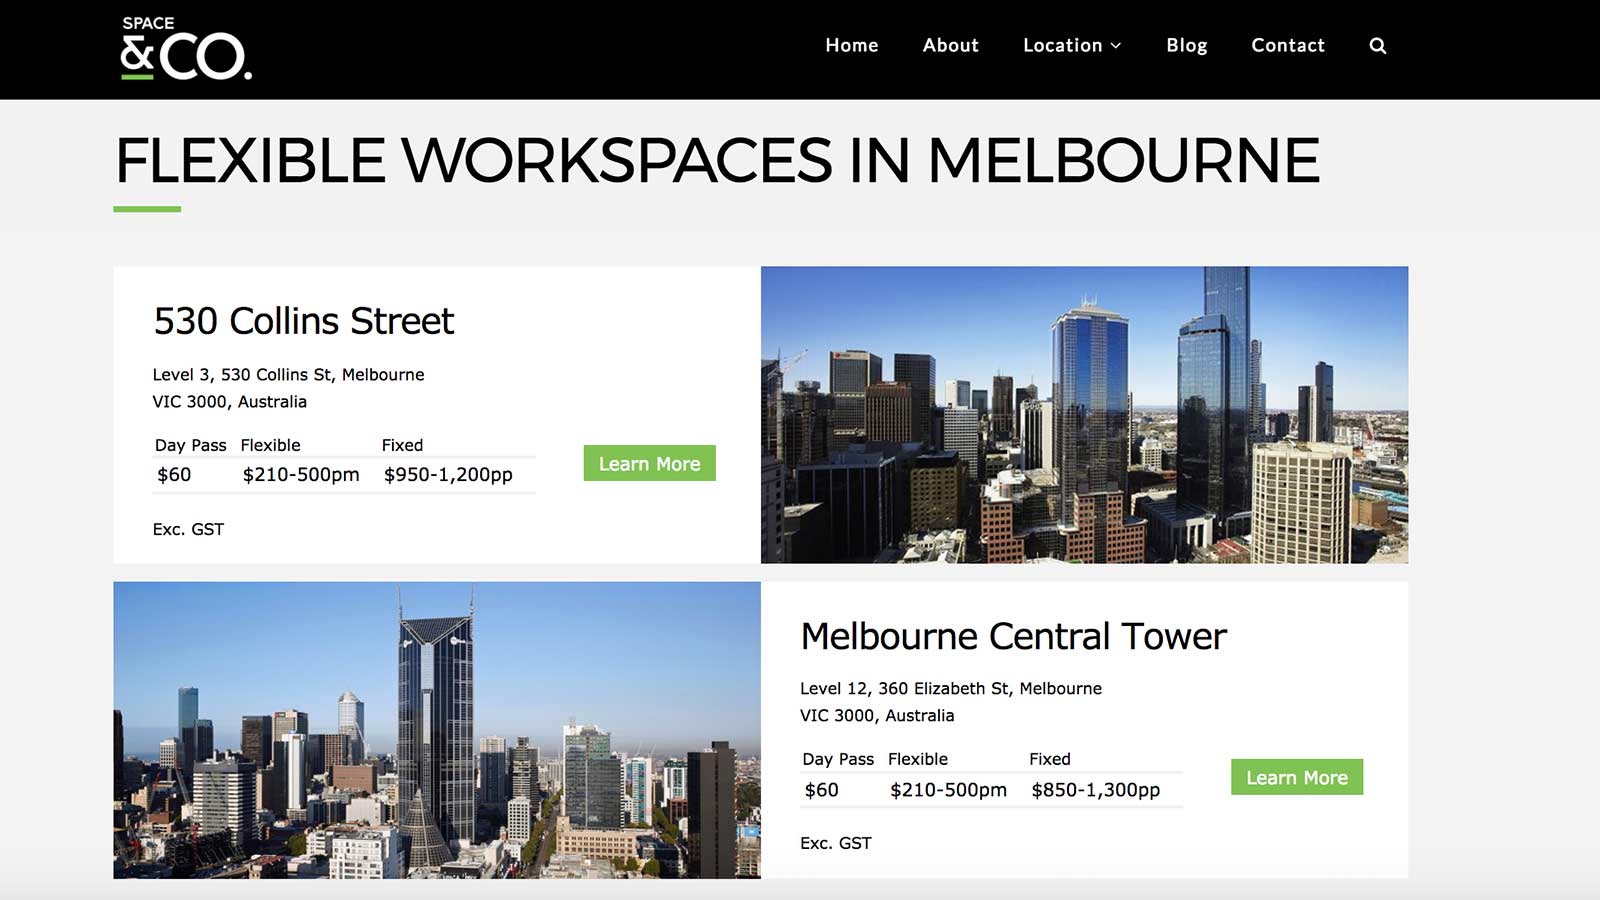 SPACE
&CO.
Home About Location Blog Contact
FLEXIBLE WORKSPACES IN MELBOURNE
530 Collins Street
Level 3, 530 Collins St, Melbourne
VIC 3000, Australia
Day Pass Flexible Fixed
$60 $210-500pm $950-1,200pp
Learn More
Exc. GST
Melbourne Central Tower
Level 12, 360 Elizabeth St, Melbourne
VIC 3000, Australia
Day Pass Flexible Fixed
$60 $210-500pm $850-1,300pp
Learn More
Exc. GST